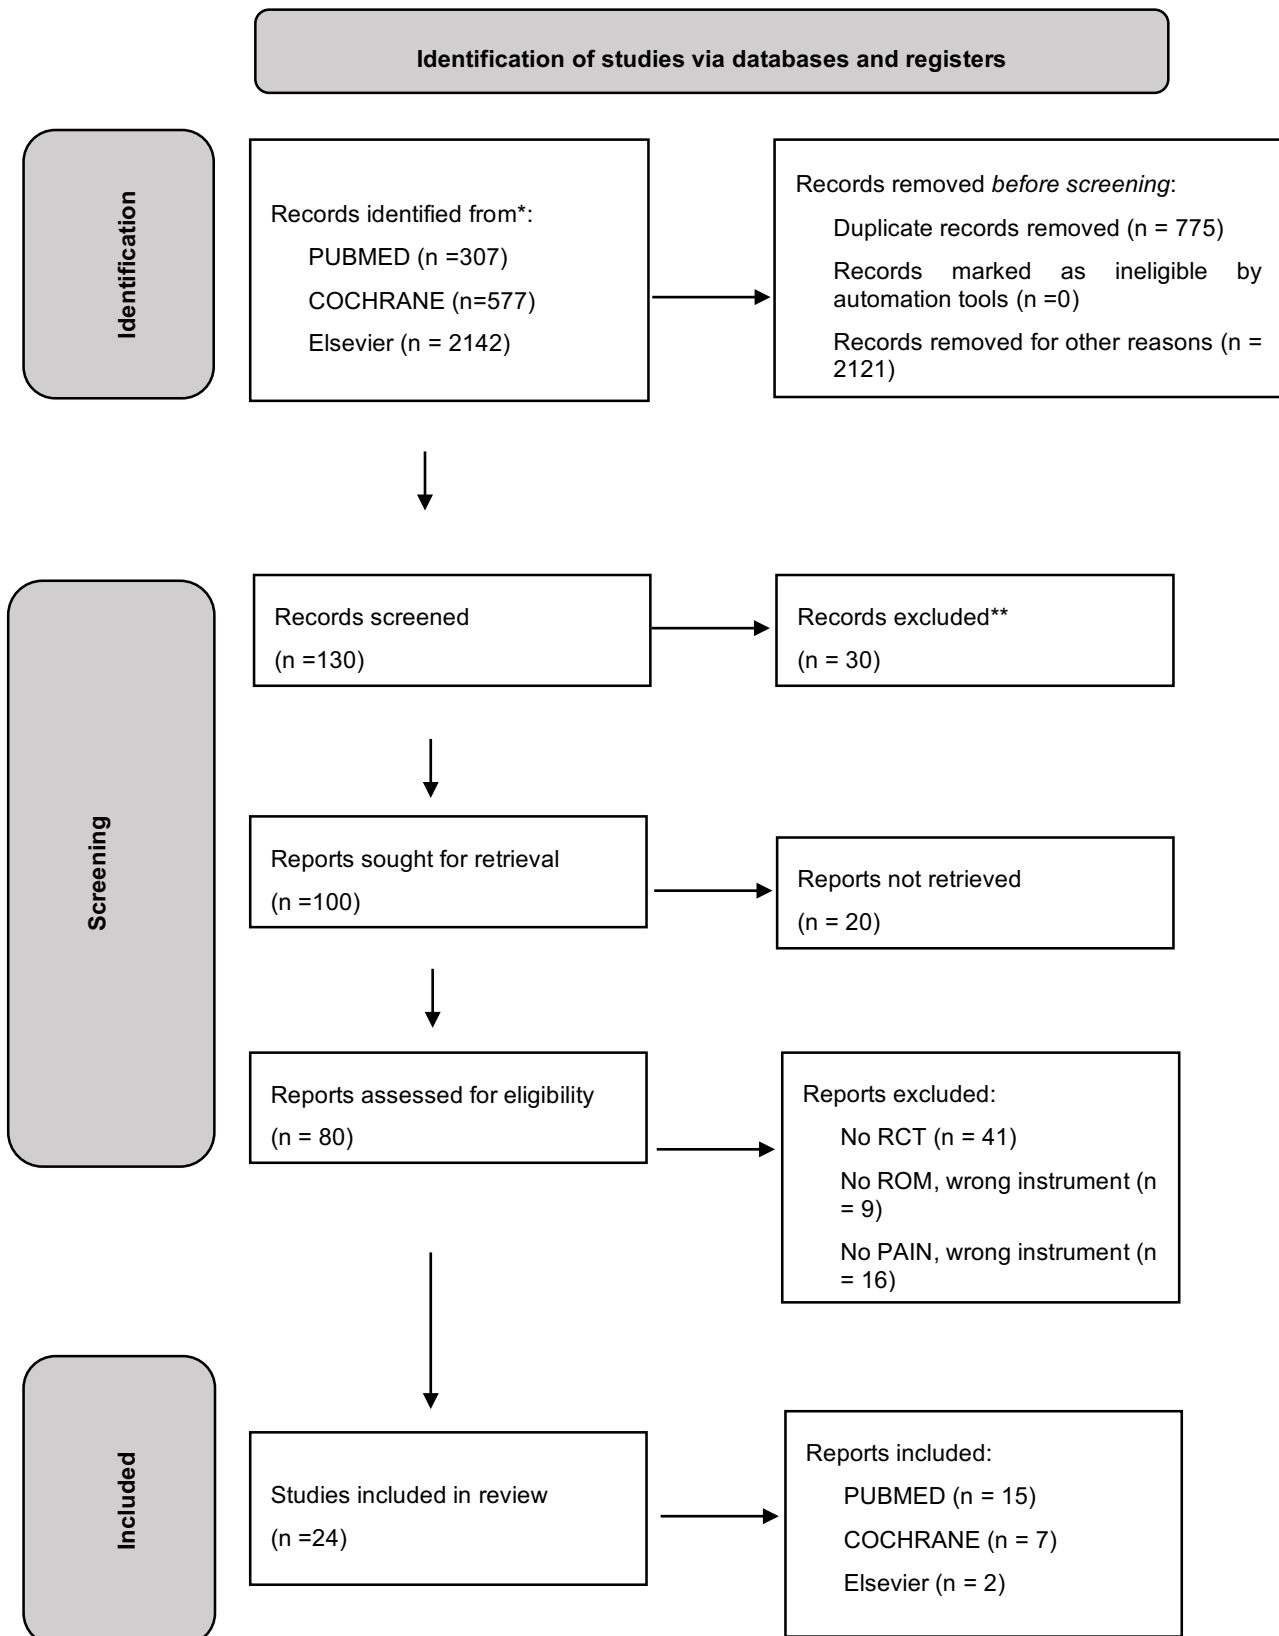 Identification of studies via databases and registers
Identification
Records identified from*:
PUBMED (n =307)
COCHRANE (n=577)
Elsevier (n = 2142)
Records removed before screening:
Duplicate records removed (n = 775)
Records marked as ineligible by
automation tools (n =0)
Records removed for other reasons (n =
2121)
Screening
Records screened
(n =130)
Records excluded**
(n = 30)
Reports sought for retrieval
(n =100)
Reports not retrieved
(n = 20)
Reports assessed for eligibility
(n = 80)
Reports excluded:
No RCT (n = 41)
No ROM, wrong instrument (n
= 9)
No PAIN, wrong instrument (n
= 16)
Included
Studies included in review
(n =24)
Reports included:
PUBMED (n = 15)
COCHRANE (n = 7)
Elsevier (n = 2)